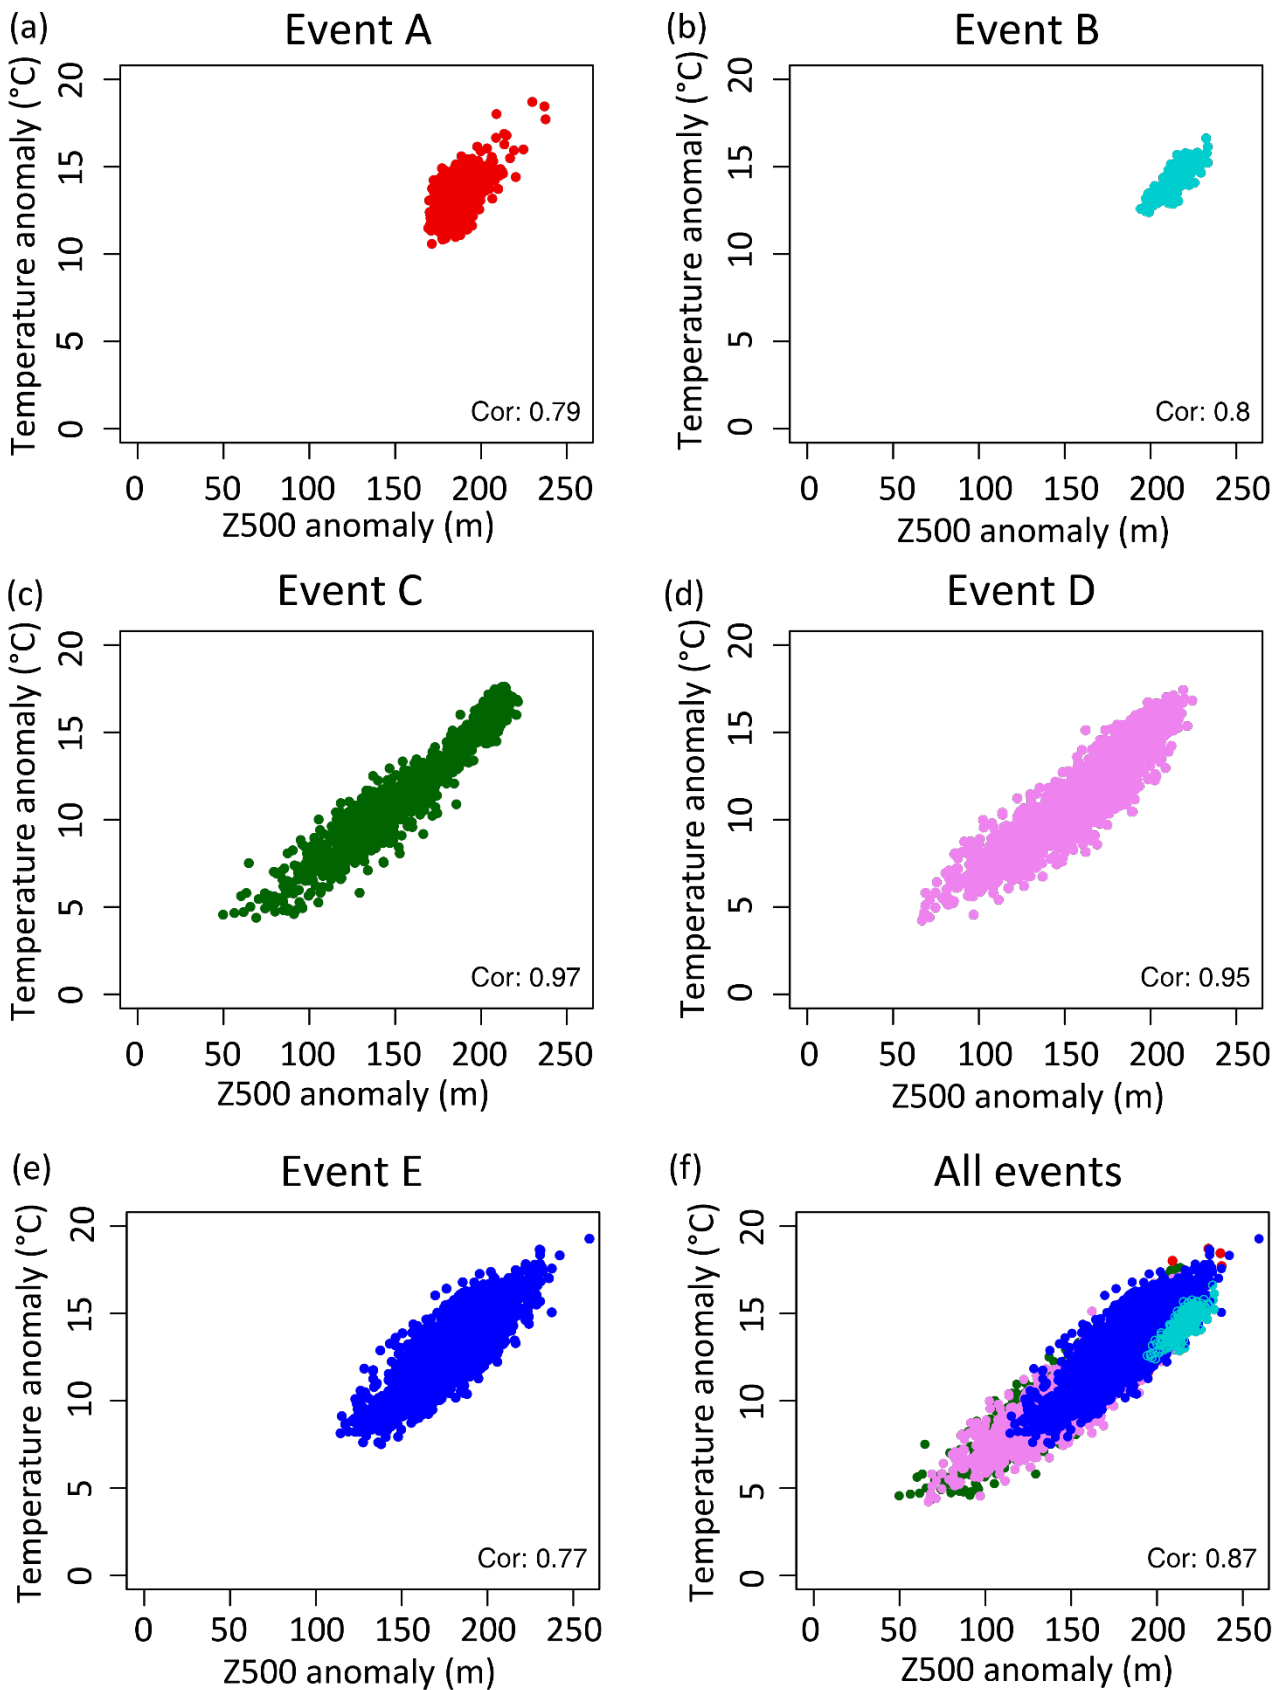 (a) Event A
Temperature anomaly (°C)
20
15
10
5
0
Cor: 0.79
0 50 100 150 200 250
Z500 anomaly (m)
(b) Event B
Temperature anomaly (°C)
20
15
10
5
0
Cor: 0.8
0 50 100 150 200 250
Z500 anomaly (m)
(c) Event C
Temperature anomaly (°C)
20
15
10
5
0
Cor: 0.97
0 50 100 150 200 250
Z500 anomaly (m)
(d) Event D
Temperature anomaly (°C)
20
15
10
5
0
Cor: 0.95
0 50 100 150 200 250
Z500 anomaly (m)
(e) Event E
Temperature anomaly (°C)
20
15
10
5
0
Cor: 0.77
0 50 100 150 200 250
Z500 anomaly (m)
(f) All events
Temperature anomaly (°C)
20
15
10
5
0
Cor: 0.87
0 50 100 150 200 250
Z500 anomaly (m)